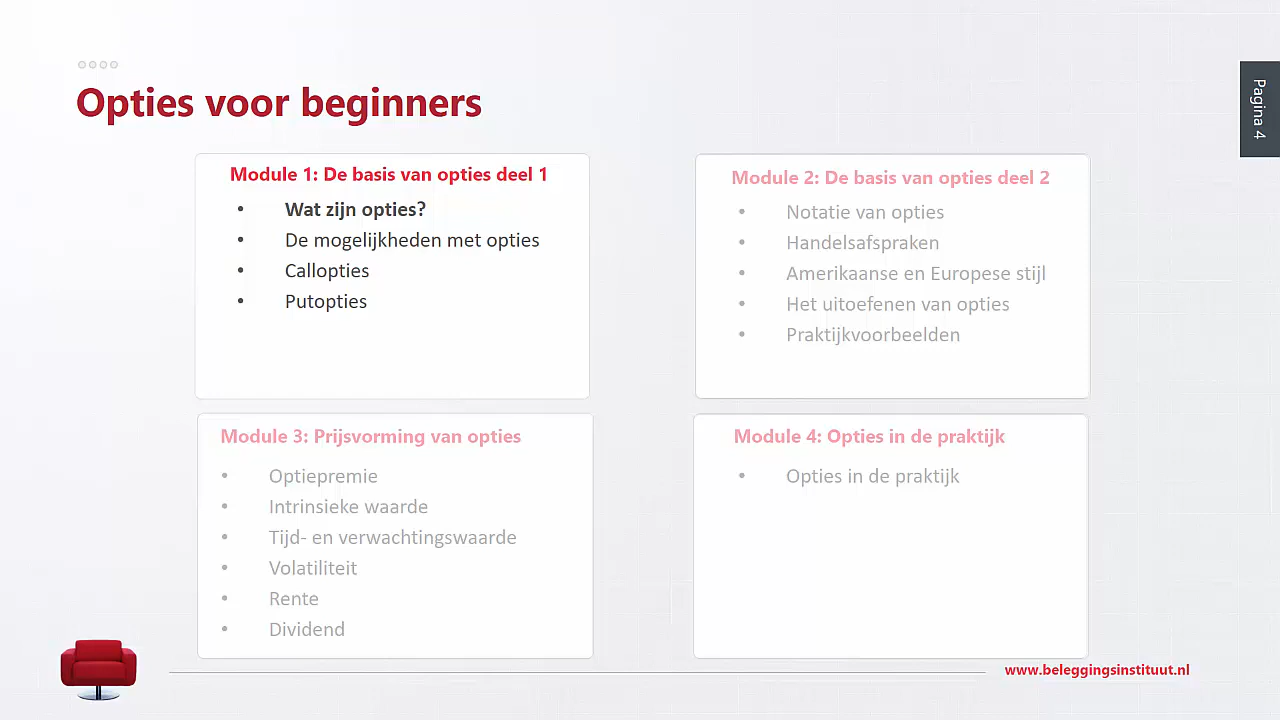 Opties voor beginners
Pagina 4
Module 1: De basis van opties deel 1
• Wat zijn opties?
• De mogelijkheden met opties
• Callopties
• Putopties
Module 2: De basis van opties deel 2
• Notatie van opties
• Handelsafspraken
• Amerikaanse en Europese stijl
• Het uitoefenen van opties
• Praktijkvoorbeelden
Module 3: Prijsvorming van opties
• Optiepremie
• Intrinsieke waarde
• Tijd- en verwachtingswaarde
• Volatiliteit
• Rente
• Dividend
Module 4: Opties in de praktijk
• Opties in de praktijk
www.beleggingsinstituut.nl